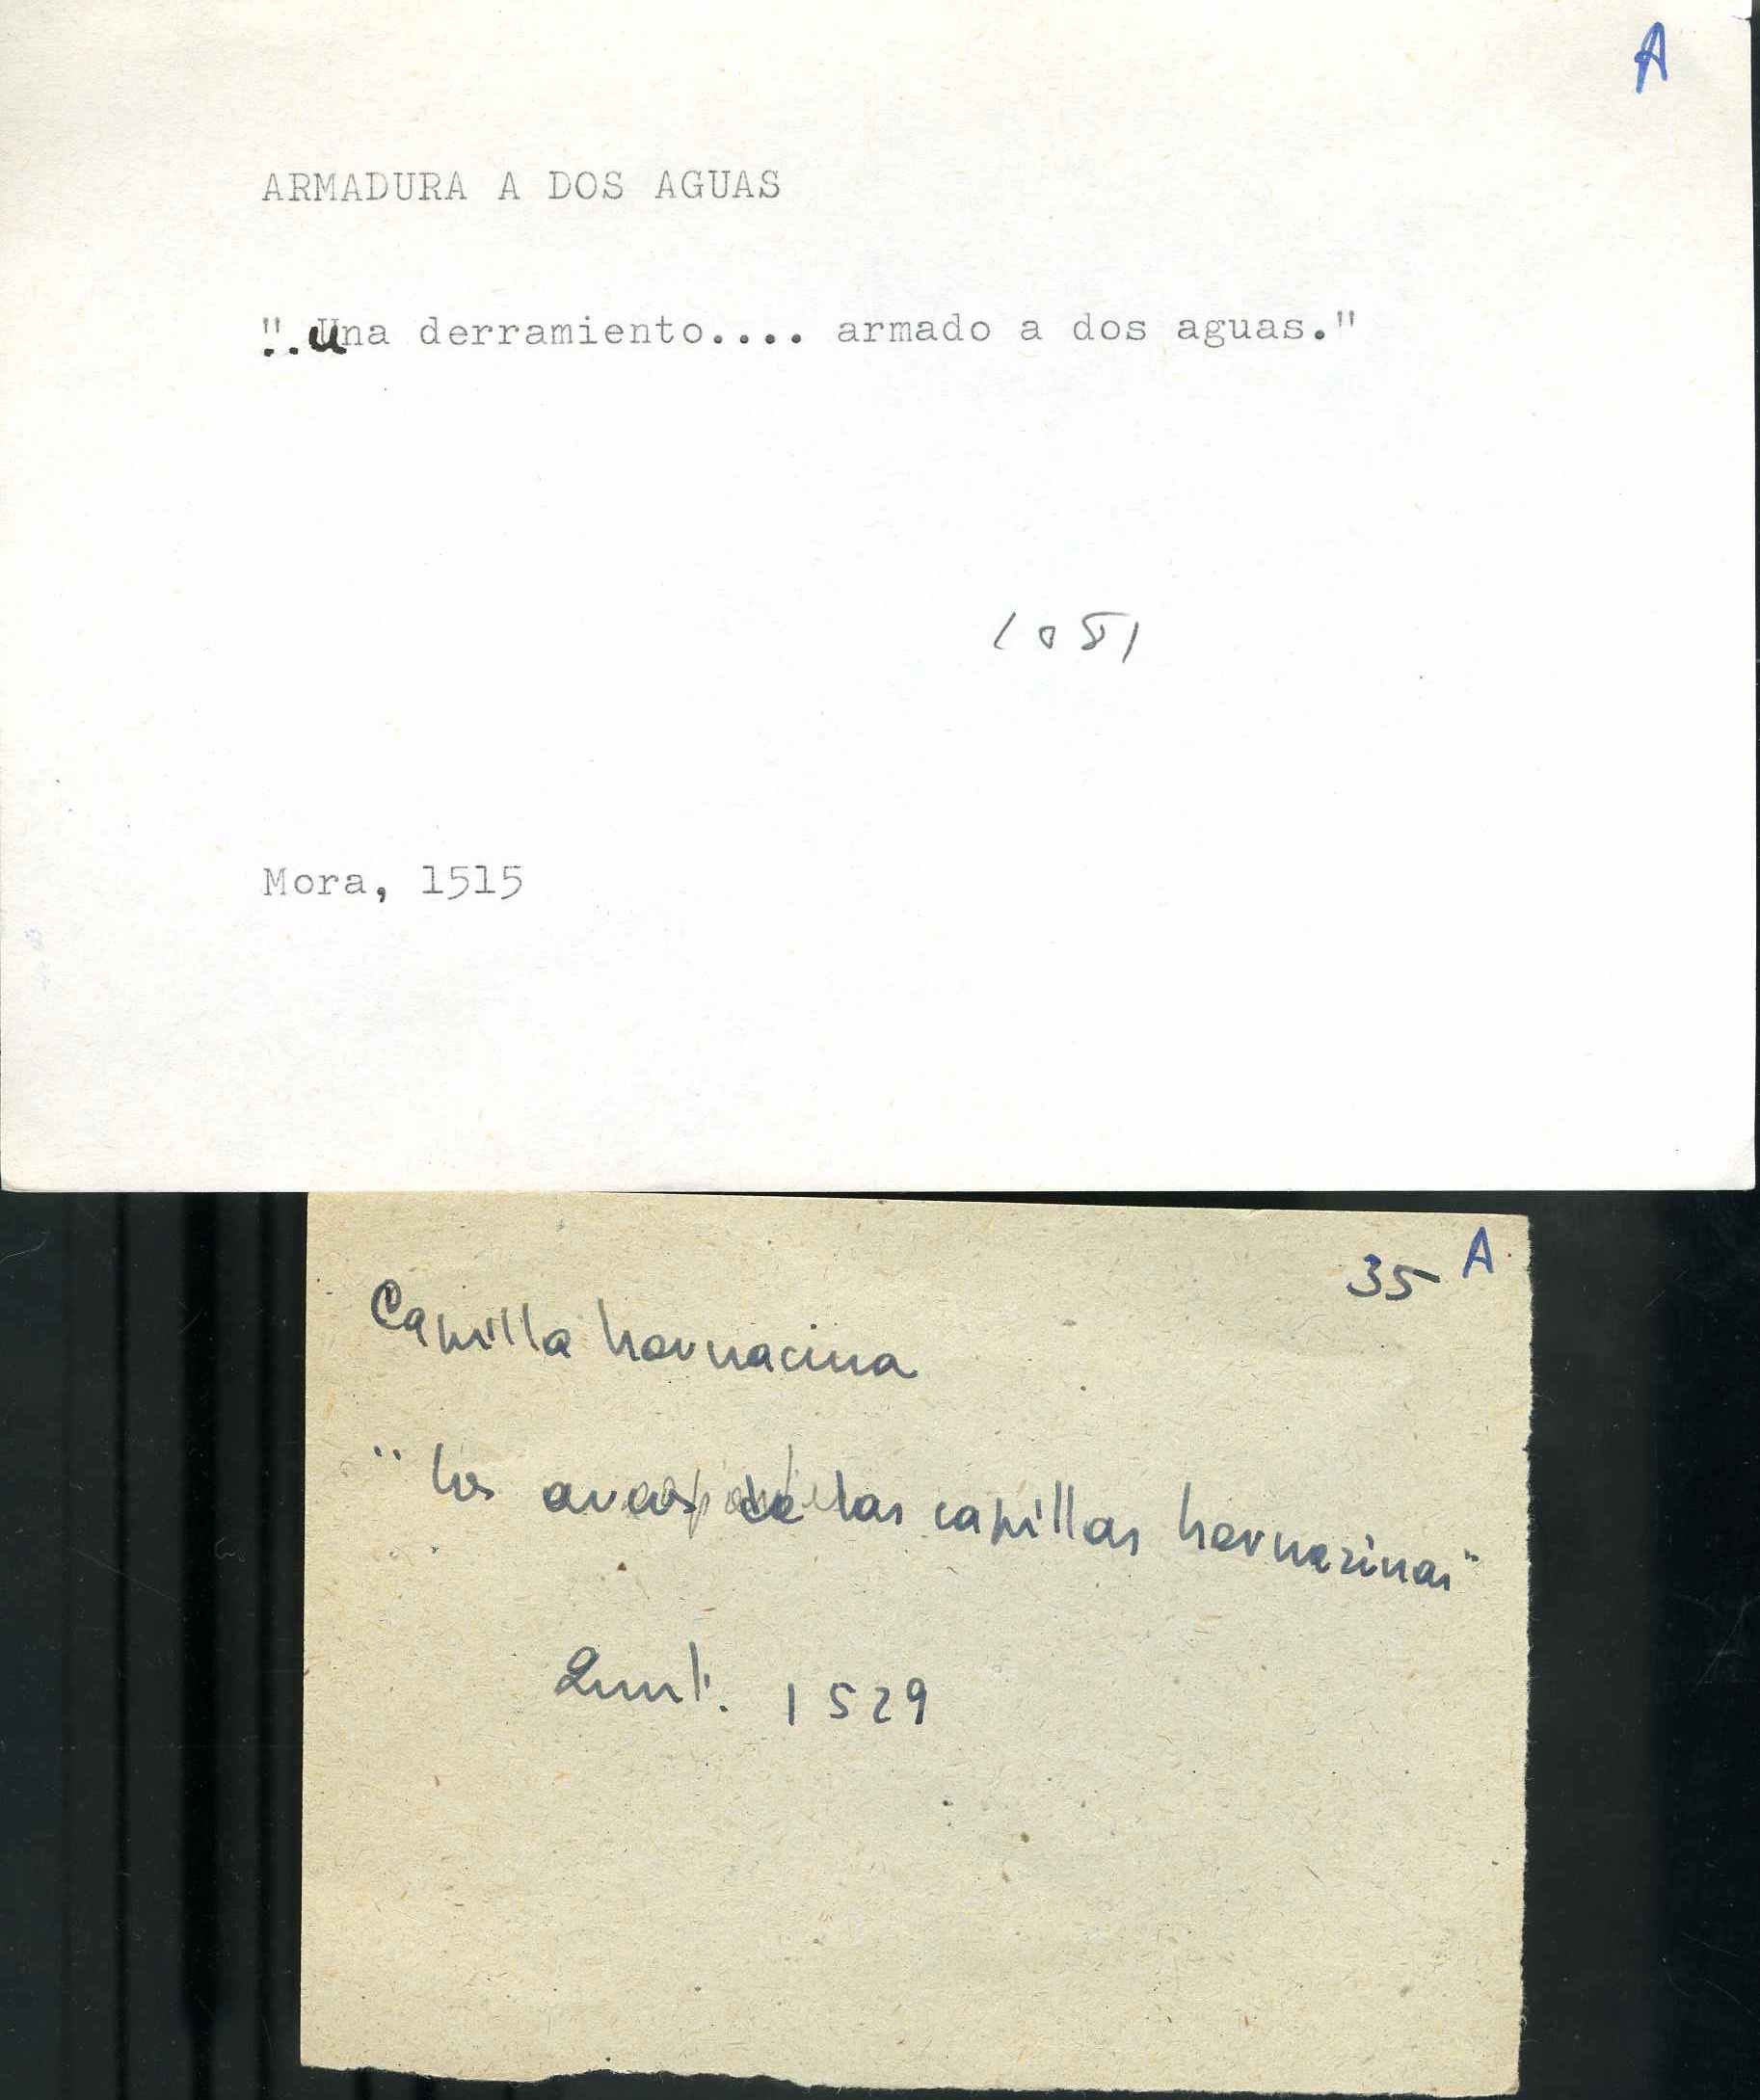 A
ARMADURA A DOS AGUAS
"..una derramiento.... armado a dos aguas."
1051
Mora, 1515
35 A
Capilla hornacina
"los arcos de las capillas hornazinas"
1529